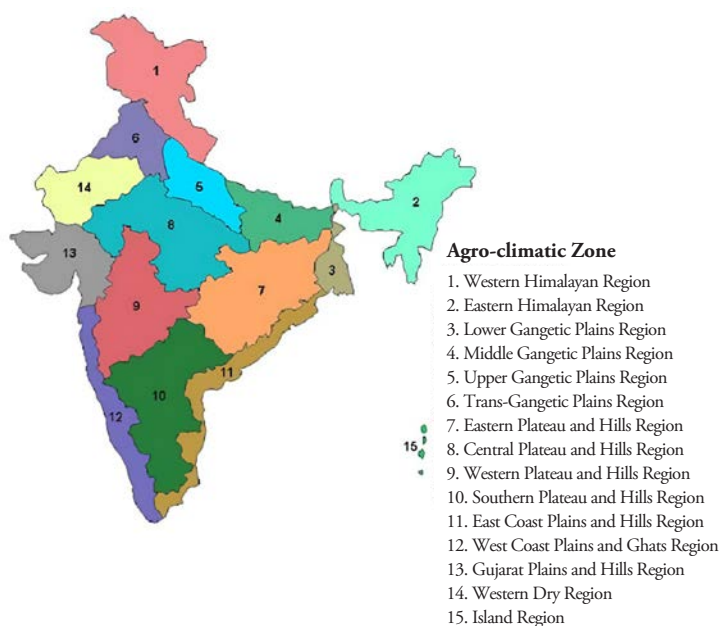 1
6
5
14
2
4
8
13
3
7
9
11
10
12
15
Agro-climatic Zone
1. Western Himalayan Region
2. Eastern Himalayan Region
3. Lower Gangetic Plains Region
4. Middle Gangetic Plains Region
5. Upper Gangetic Plains Region
6. Trans-Gangetic Plains Region
7. Eastern Plateau and Hills Region
8. Central Plateau and Hills Region
9. Western Plateau and Hills Region
10. Southern Plateau and Hills Region
11. East Coast Plains and Hills Region
12. West Coast Plains and Ghats Region
13. Gujarat Plains and Hills Region
14. Western Dry Region
15. Island Region